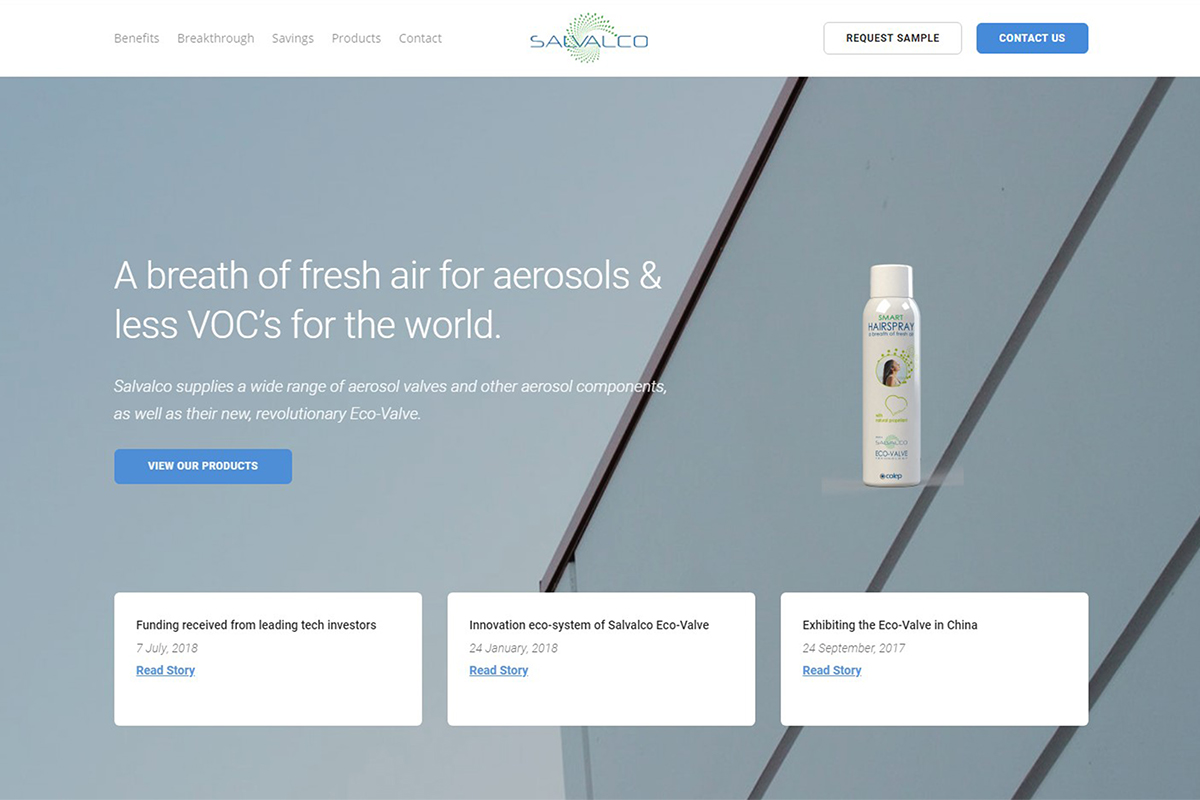 Benefits Breakthrough Savings Products Contact
SALVALCO
REQUEST SAMPLE
CONTACT US
A breath of fresh air for aerosols &
less VOC’s for the world.
Salvalco supplies a wide range of aerosol valves and other aerosol components,
as well as their new, revolutionary Eco-Valve.
VIEW OUR PRODUCTS
SMART
HAIRSPRAY
a breath of fresh
with
natural propellant
SALVALCO
ECO-VALVE
colep
Funding received from leading tech investors
7 July, 2018
Read Story
Innovation eco-system of Salvalco Eco-Valve
24 January, 2018
Read Story
Exhibiting the Eco-Valve in China
24 September, 2017
Read Story